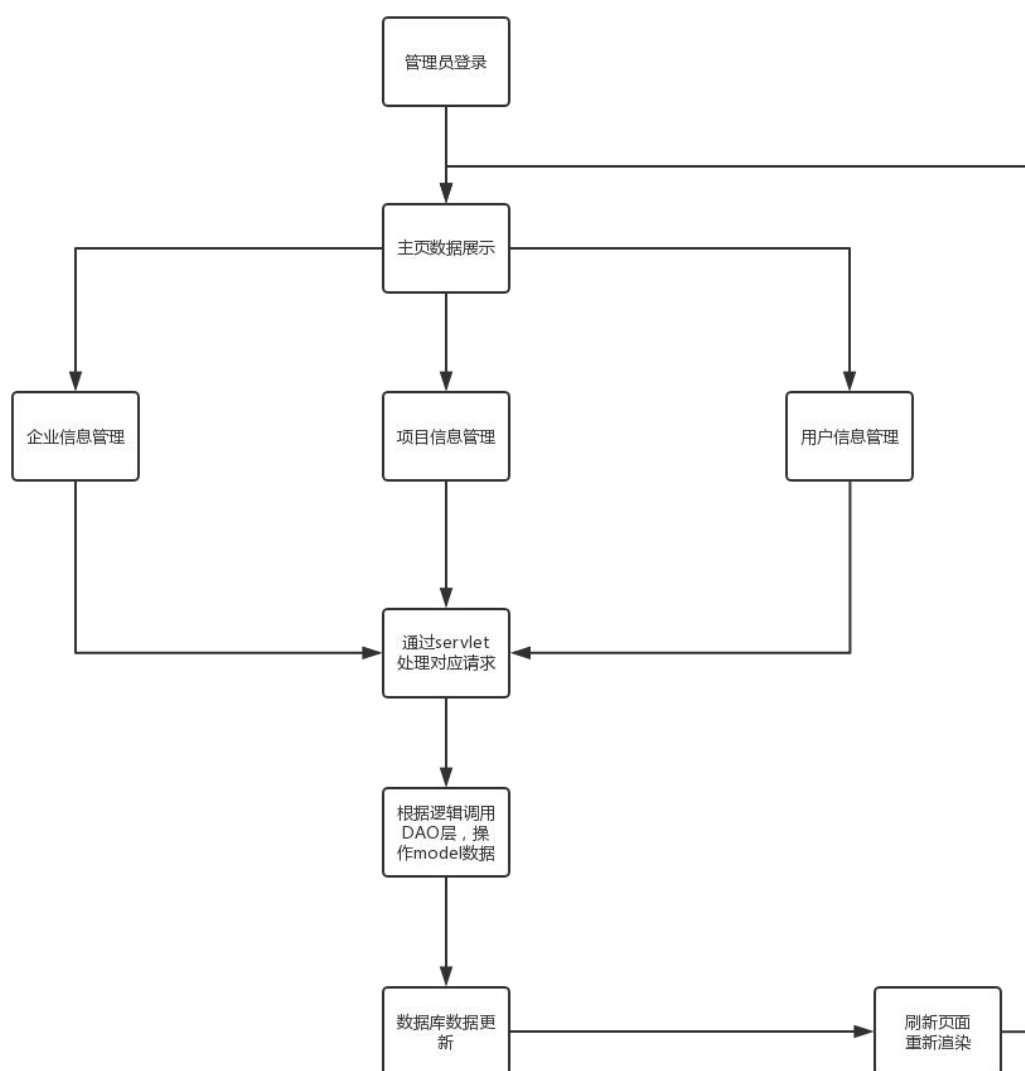 管理员登录
主页数据展示
企业信息管理
项目信息管理
用户信息管理
通过servlet
处理对应请求
根据逻辑调用
DAO层，操
作model数据
数据库数据更
新
刷新页面
重新渲染